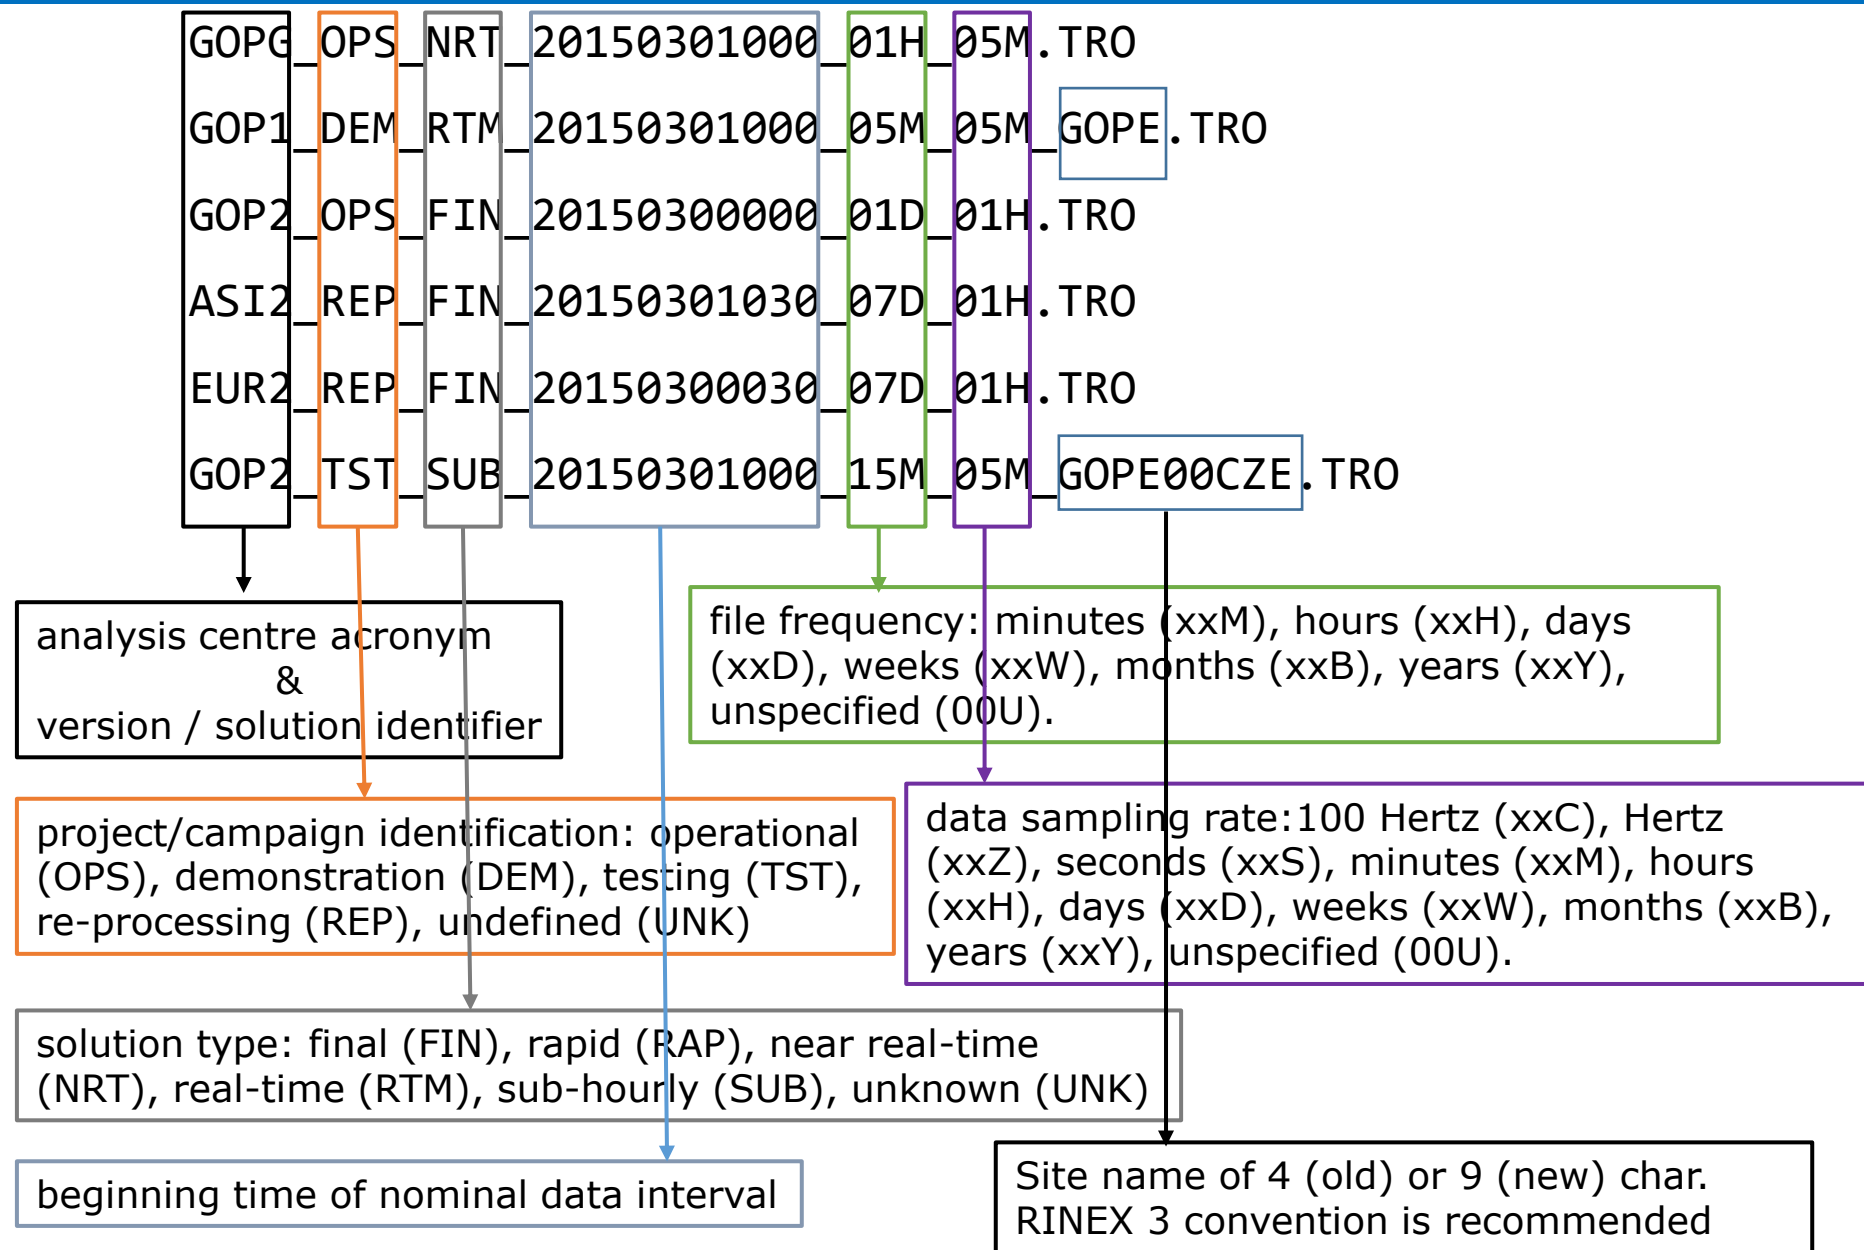 GOPG_OPS_NRT_20150301000_01H_05M.TRO
GOP1_DEM_RTM_20150301000_05M_05M_GOPE.TRO
GOP2_OPS_FIN_20150300000_01D_01H.TRO
ASI2_REP_FIN_20150301030_07D_01H.TRO
EUR2_REP_FIN_20150300030_07D_01H.TRO
GOP2_TST_SUB_20150301000_15M_05M_GOPE00CZE.TRO
analysis centre acronym
&
version / solution identifier
file frequency: minutes (xxM), hours (xxH), days
(xxD), weeks (xxW), months (xxB), years (xxY),
unspecified (00U).
project/campaign identification: operational
(OPS), demonstration (DEM), testing (TST),
re-processing (REP), undefined (UNK)
data sampling rate:100 Hertz (xxC), Hertz
(xxZ), seconds (xxS), minutes (xxM), hours
(xxH), days (xxD), weeks (xxW), months (xxB),
years (xxY), unspecified (00U).
solution type: final (FIN), rapid (RAP), near real-time
(NRT), real-time (RTM), sub-hourly (SUB), unknown (UNK)
beginning time of nominal data interval
Site name of 4 (old) or 9 (new) char.
RINEX 3 convention is recommended